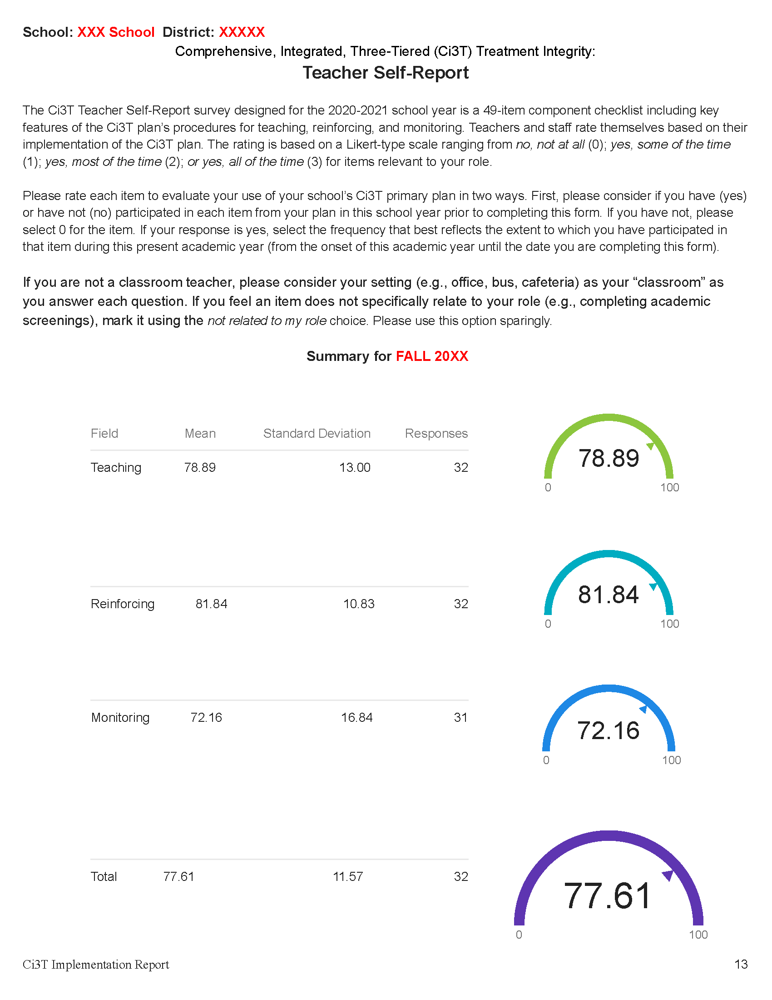 School: XXX School District: XXXXX
Comprehensive, Integrated, Three-Tiered (Ci3T) Treatment Integrity:
Teacher Self-Report
The Ci3T Teacher Self-Report survey designed for the 2020-2021 school year is a 49-item component checklist including key
features of the Ci3T plan’s procedures for teaching, reinforcing, and monitoring. Teachers and staff rate themselves based on their
implementation of the Ci3T plan. The rating is based on a Likert-type scale ranging from no, not at all (0); yes, some of the time
(1); yes, most of the time (2); or yes, all of the time (3) for items relevant to your role.
Please rate each item to evaluate your use of your school’s Ci3T primary plan in two ways. First, please consider if you have (yes)
or have not (no) participated in each item from your plan in this school year prior to completing this form. If you have not, please
select 0 for the item. If your response is yes, select the frequency that best reflects the extent to which you have participated in
that item during this present academic year (from the onset of this academic year until the date you are completing this form).
If you are not a classroom teacher, please consider your setting (e.g., office, bus, cafeteria) as your “classroom” as
you answer each question. If you feel an item does not specifically relate to your role (e.g., completing academic
screenings), mark it using the not related to my role choice. Please use this option sparingly.
Summary for FALL 20XX
Field Mean Standard Deviation Responses
Teaching 78.89 13.00 32
78.89
0 100
Reinforcing 81.84 10.83 32
81.84
0 100
Monitoring 72.16 16.84 31
72.16
0 100
Total 77.61 11.57 32
77.61
0 100
Ci3T Implementation Report 13